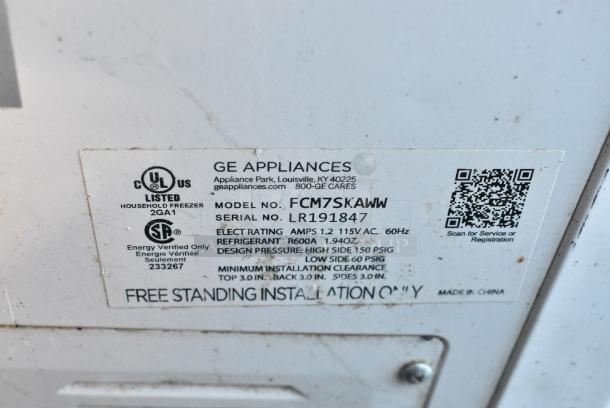 GE APPLIANCES
Appliance Park, Louisville, KY 40225
geappliances.com 800-GE CARES
C UL US
LISTED
HOUSEHOLD FREEZER
2GA1
MODEL NO. FCM7SKAWW
SERIAL NO. LR191847
ELECT RATING AMPS 1.2 115V AC. 60Hz
REFRIGERANT R600A 1.94OZ.
DESIGN PRESSURE: HIGH SIDE 150 PSIG
LOW SIDE 60 PSIG
MINIMUM INSTALLATION CLEARANCE
TOP 3.0 IN. BACK 3.0 IN. SIDES 3.0 IN.
SA
Energy Verified Only
Énergie Vérifiée
Seulement
233267
Scan for Service or
Registration
FREE STANDING INSTALLATION ONLY
MADE IN CHINA